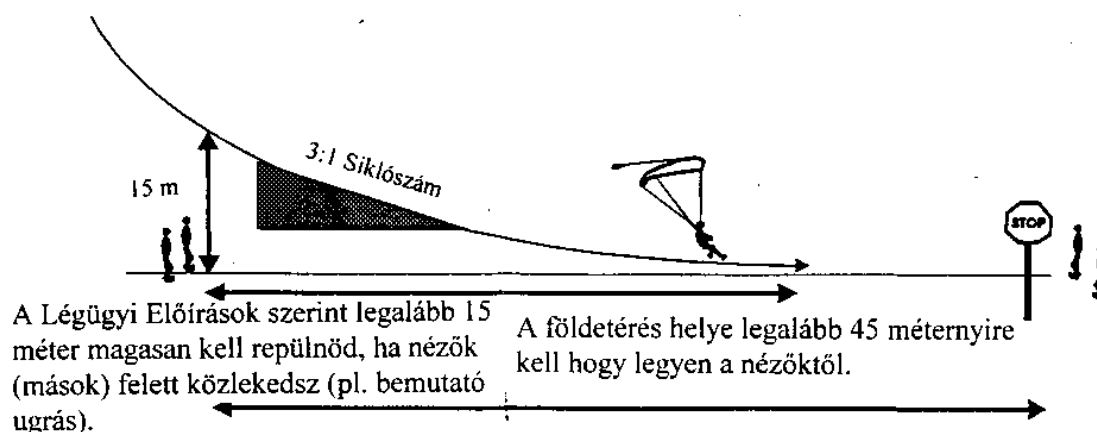 3:1 Siklószám
15 m
STOP
A Légügyi Előírások szerint legalább 15
méter magasan kell repülnöd, ha nézők
(mások) felett közlekedsz (pl. bemutató
ugrás).
A földetérés helye legalább 45 méternyire
kell hogy legyen a nézőktől.